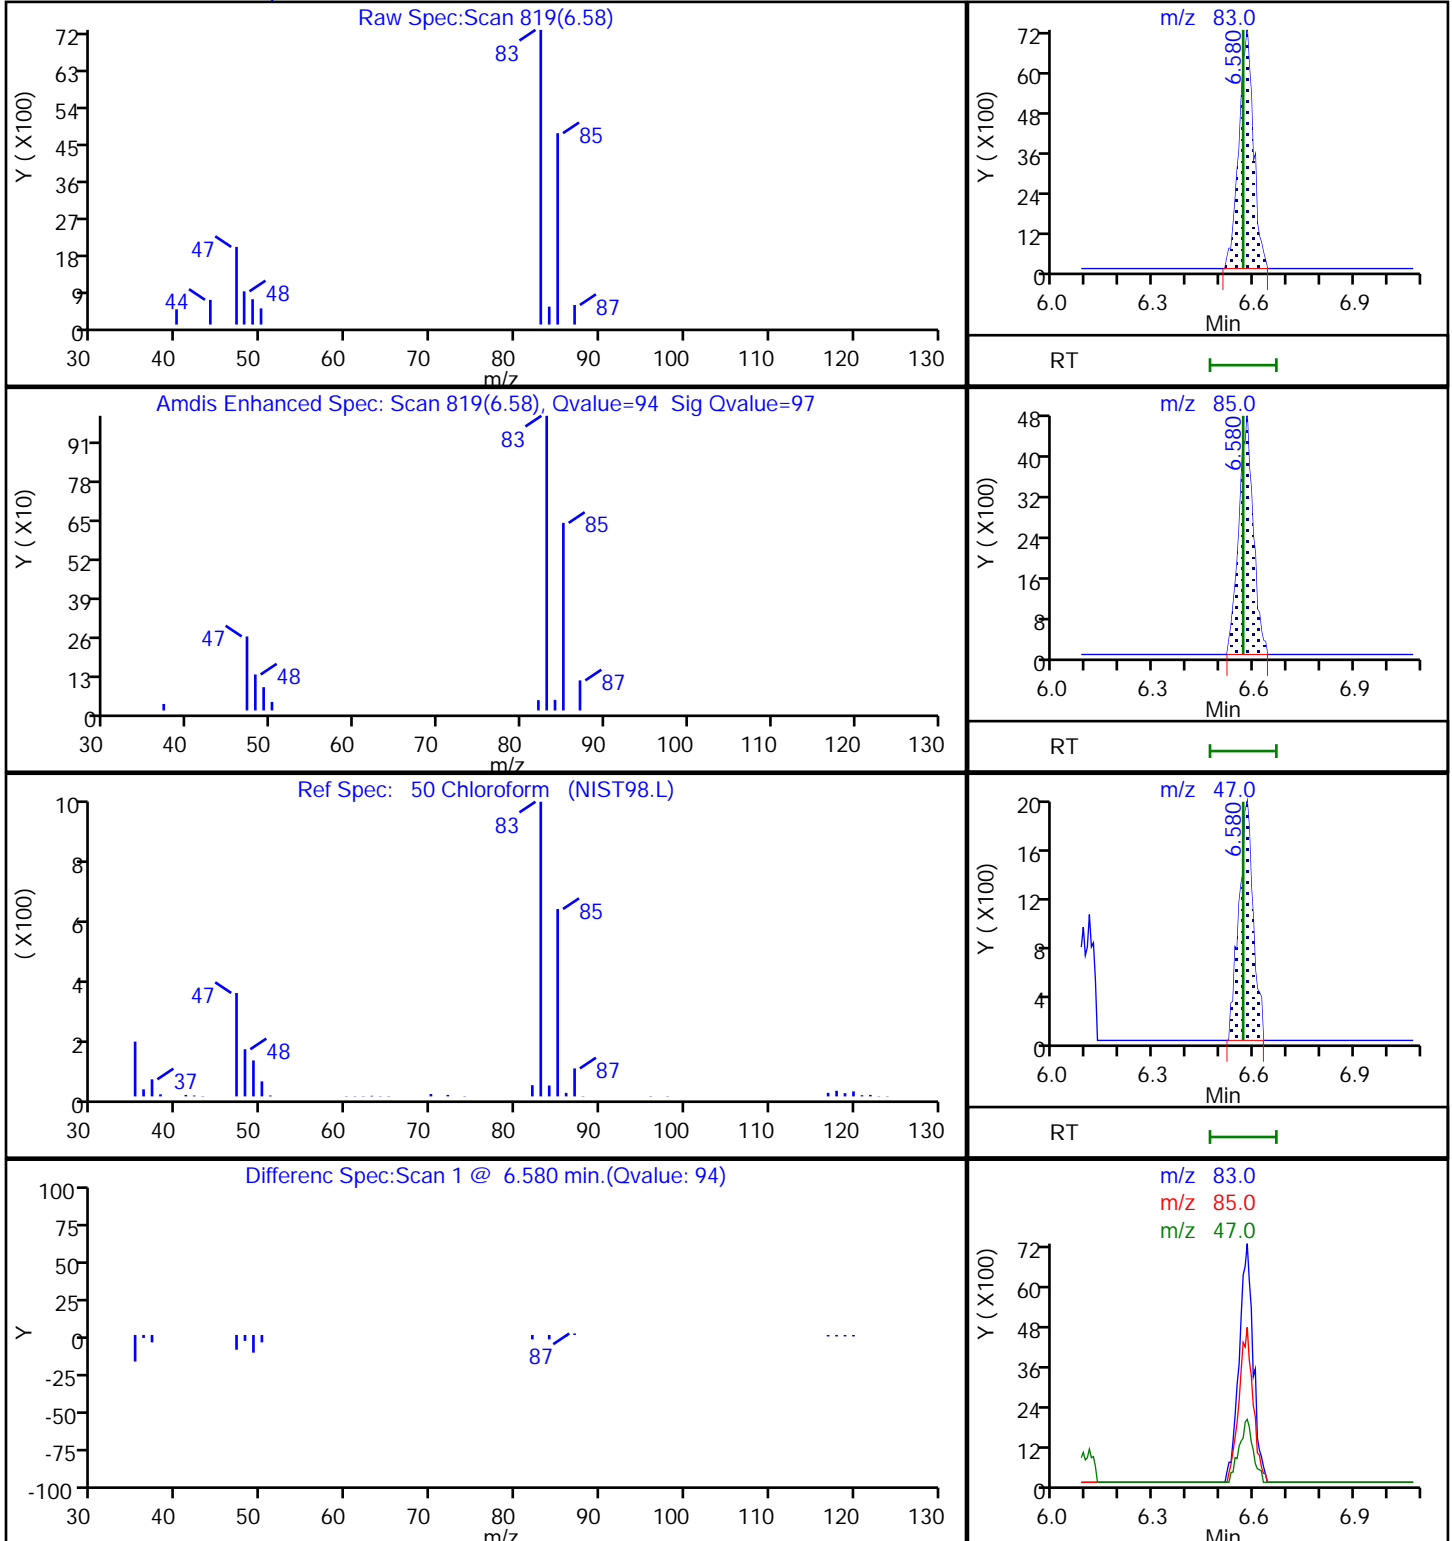 Raw Spec:Scan 819(6.58)
Y ( X100)
72
63
54
45
36
27
18
9
0
83
85
47
44
48
87
30 40 50 60 70 80 90 100 110 120 130
m/z
m/z 83.0
Y ( X100)
72
60
48
36
24
12
0
6.580
6.0 6.3 6.6 6.9
Min
RT
Amdis Enhanced Spec: Scan 819(6.58), Qvalue=94 Sig Qvalue=97
Y ( X10)
91
78
65
52
39
26
13
0
83
85
47
48
87
30 40 50 60 70 80 90 100 110 120 130
m/z
m/z 85.0
Y ( X100)
48
40
32
24
16
8
0
6.580
6.0 6.3 6.6 6.9
Min
RT
Ref Spec: 50 Chloroform (NIST98.L)
( X100)
10
8
6
4
2
0
83
85
47
48
37
87
30 40 50 60 70 80 90 100 110 120 130
m/z 47.0
Y ( X100)
20
16
12
8
4
0
6.580
6.0 6.3 6.6 6.9
Min
RT
Differenc Spec:Scan 1 @ 6.580 min.(Qvalue: 94)
Y
100
75
50
25
0
-25
-50
-75
-100
87
30 40 50 60 70 80 90 100 110 120 130
m/z
m/z 83.0
m/z 85.0
m/z 47.0
Y ( X100)
72
60
48
36
24
12
0
6.0 6.3 6.6 6.9
Min